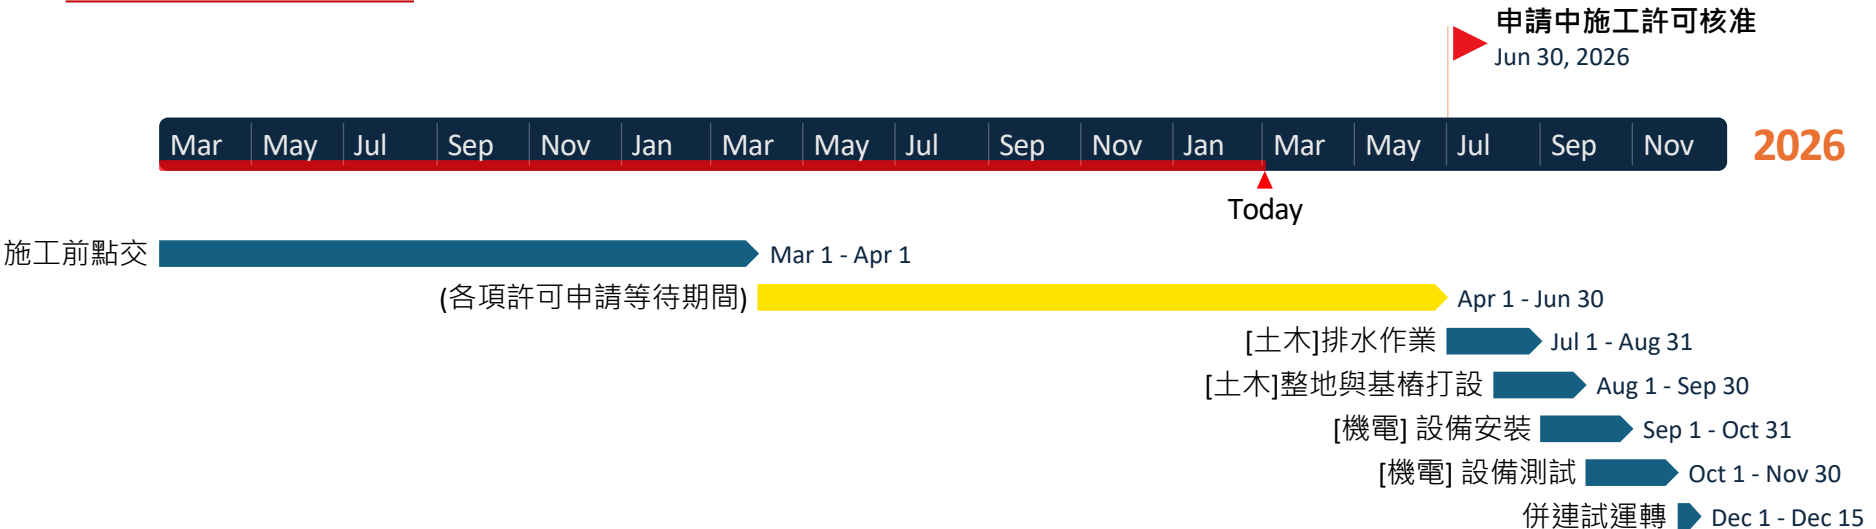 申請中施工許可核准
Jun 30, 2026
Mar May Jul Sep Nov Jan Mar May Jul Sep Nov Jan Mar May Jul Sep Nov 2026
Today
施工前點交 Mar 1 - Apr 1
(各項許可申請等待期間) Apr 1 - Jun 30
[土木]排水作業 Jul 1 - Aug 31
[土木]整地與基樁打設 Aug 1 - Sep 30
[機電] 設備安裝 Sep 1 - Oct 31
[機電] 設備測試 Oct 1 - Nov 30
併連試運轉 Dec 1 - Dec 15